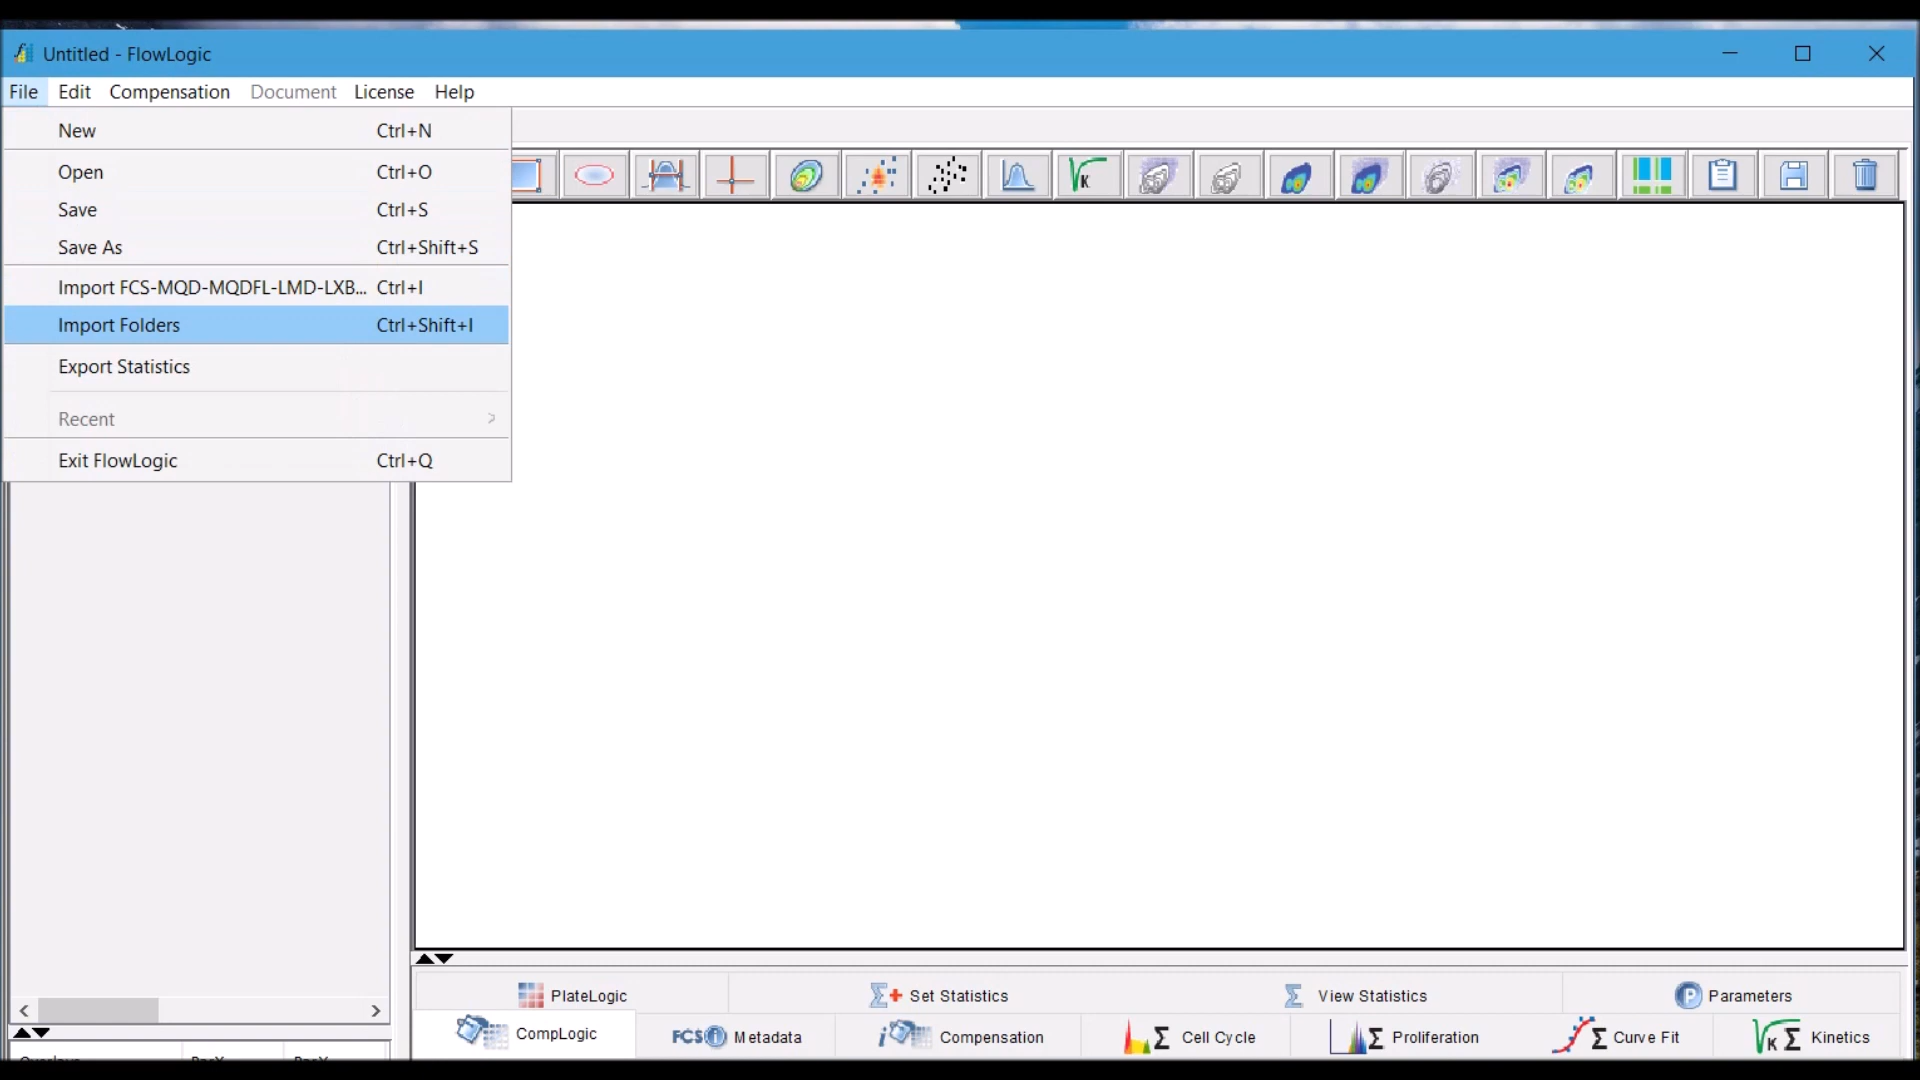 Untitled - FlowLogic
File Edit Compensation Document License Help
New Ctrl+N
Open Ctrl+O
Save Ctrl+S
Save As Ctrl+Shift+S
Import FCS-MQD-MQDFL-LMD-LXB... Ctrl+I
Import Folders Ctrl+Shift+I
Export Statistics
Recent >
Exit FlowLogic Ctrl+Q
K
PlateLogic Σ+ Set Statistics Σ View Statistics P Parameters
CompLogic FCS i Metadata i Compensation Σ Cell Cycle Σ Proliferation Σ Curve Fit K Σ Kinetics